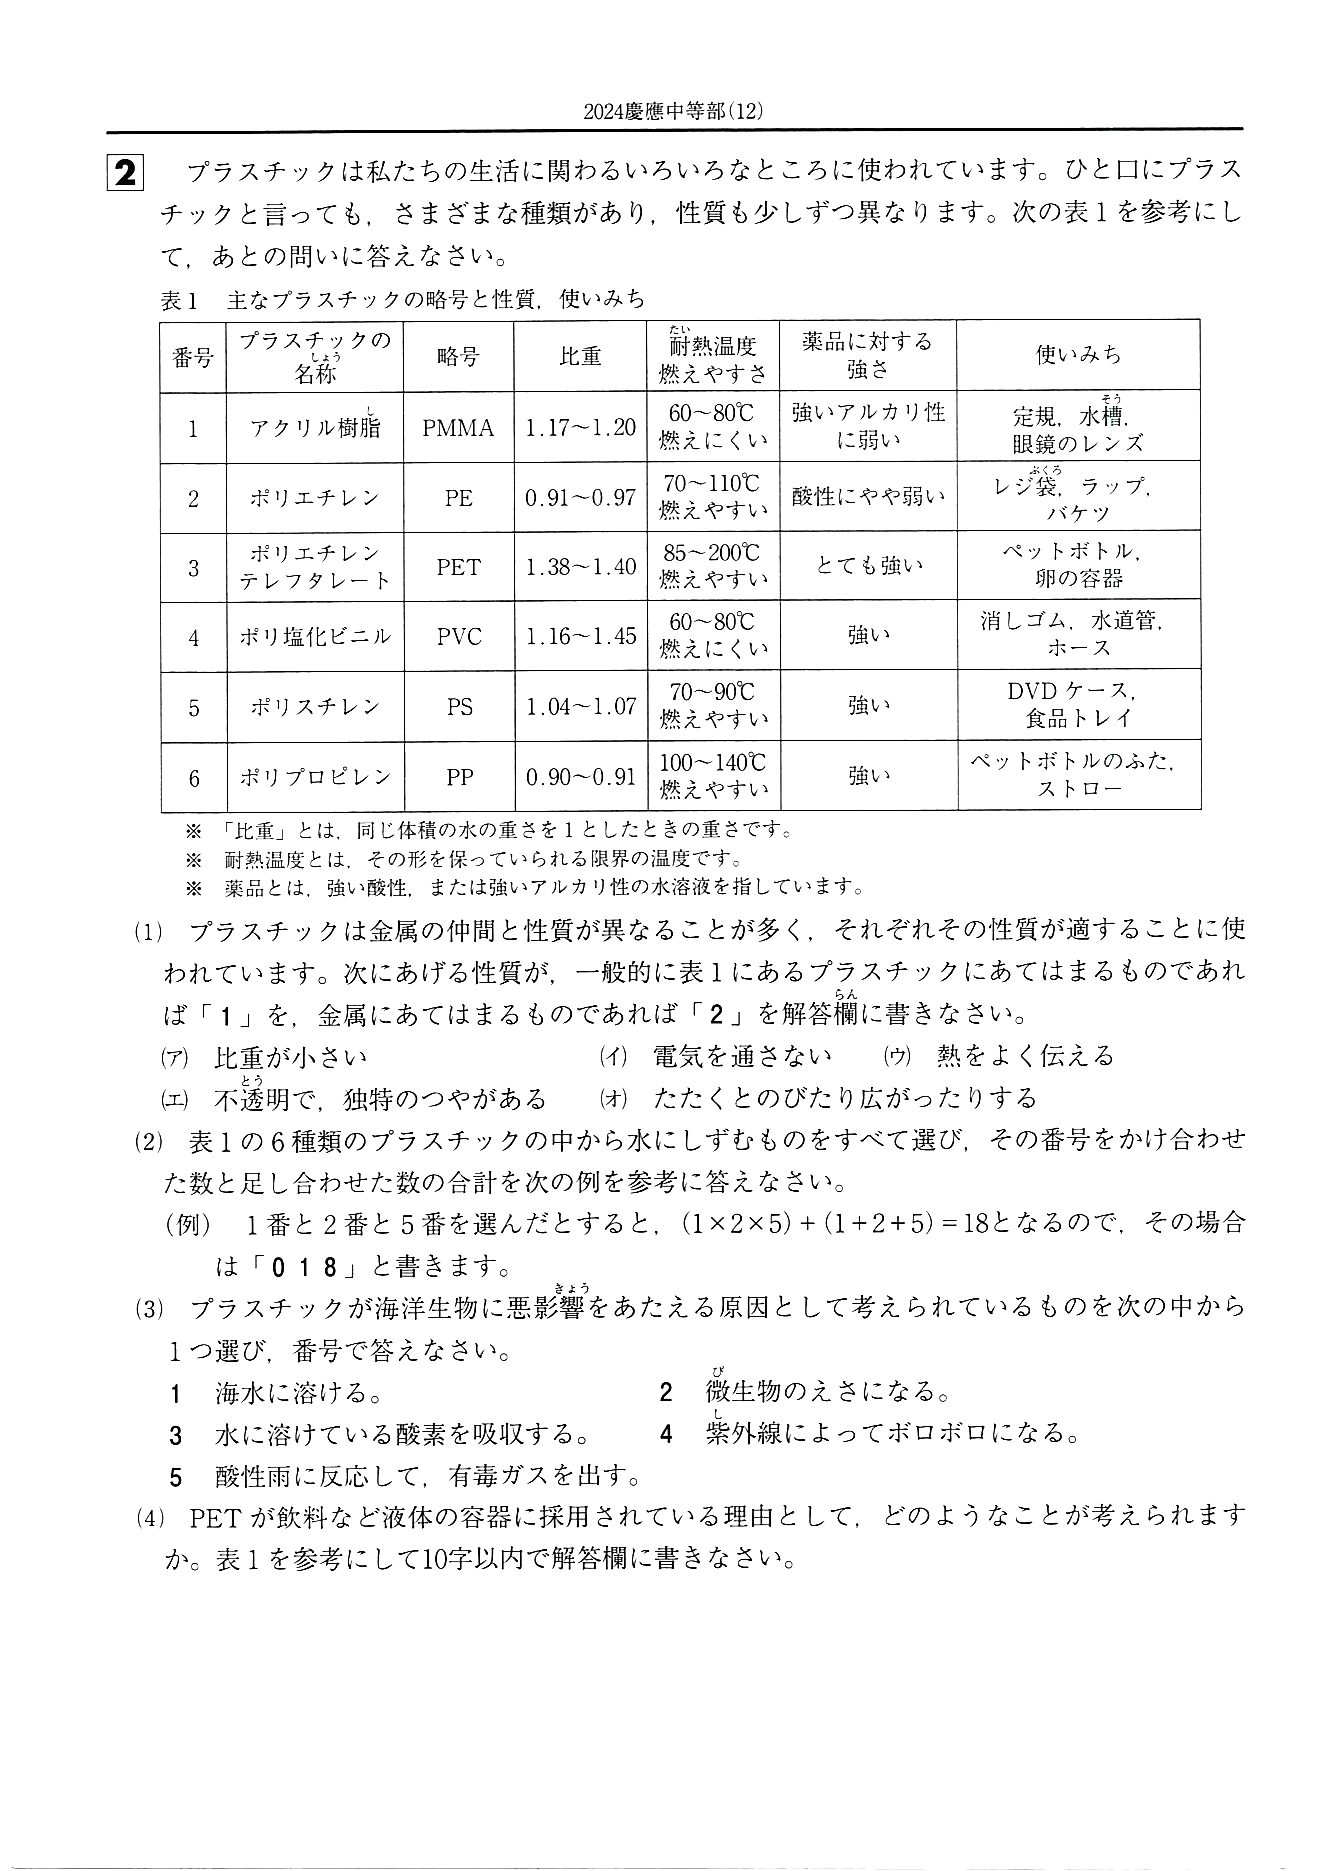 2024慶應中等部(12)
2 プラスチックは私たちの生活に関わるいろいろなところに使われています。ひと口にプラス
チックと言っても，さまざまな種類があり，性質も少しずつ異なります。次の表1を参考にし
て，あとの問いに答えなさい。
表1 主なプラスチックの略号と性質，使いみち
番号 プラスチックの名称(しょう) 略号 比重 耐(たい)熱温度 燃えやすさ 薬品に対する強さ 使いみち
1 アクリル樹脂(し) PMMA 1.17～1.20 60～80℃ 燃えにくい 強いアルカリ性に弱い 定規，水槽(そう)，眼鏡のレンズ
2 ポリエチレン PE 0.91～0.97 70～110℃ 燃えやすい 酸性にやや弱い レジ袋(ぶくろ)，ラップ，バケツ
3 ポリエチレンテレフタレート PET 1.38～1.40 85～200℃ 燃えやすい とても強い ペットボトル，卵の容器
4 ポリ塩化ビニル PVC 1.16～1.45 60～80℃ 燃えにくい 強い 消しゴム，水道管，ホース
5 ポリスチレン PS 1.04～1.07 70～90℃ 燃えやすい 強い DVDケース，食品トレイ
6 ポリプロピレン PP 0.90～0.91 100～140℃ 燃えやすい 強い ペットボトルのふた，ストロー
※ 「比重」とは，同じ体積の水の重さを1としたときの重さです。
※ 耐熱温度とは，その形を保っていられる限界の温度です。
※ 薬品とは，強い酸性，または強いアルカリ性の水溶液を指しています。
(1) プラスチックは金属の仲間と性質が異なることが多く，それぞれその性質が適することに使
われています。次にあげる性質が，一般的に表1にあるプラスチックにあてはまるものであれ
ば「1」を，金属にあてはまるものであれば「2」を解答欄(らん)に書きなさい。
(ア) 比重が小さい (イ) 電気を通さない (ウ) 熱をよく伝える
(エ) 不透(とう)明で，独特のつやがある (オ) たたくとのびたり広がったりする
(2) 表1の6種類のプラスチックの中から水にしずむものをすべて選び，その番号をかけ合わせ
た数と足し合わせた数の合計を次の例を参考に答えなさい。
(例) 1番と2番と5番を選んだとすると，(1×2×5)＋(1＋2＋5)＝18となるので，その場合
は「0 1 8」と書きます。
(3) プラスチックが海洋生物に悪影響(きょう)をあたえる原因として考えられているものを次の中から
1つ選び，番号で答えなさい。
1 海水に溶ける。 2 微(び)生物のえさになる。
3 水に溶けている酸素を吸収する。 4 紫(し)外線によってボロボロになる。
5 酸性雨に反応して，有毒ガスを出す。
(4) PETが飲料など液体の容器に採用されている理由として，どのようなことが考えられます
か。表1を参考にして10字以内で解答欄に書きなさい。